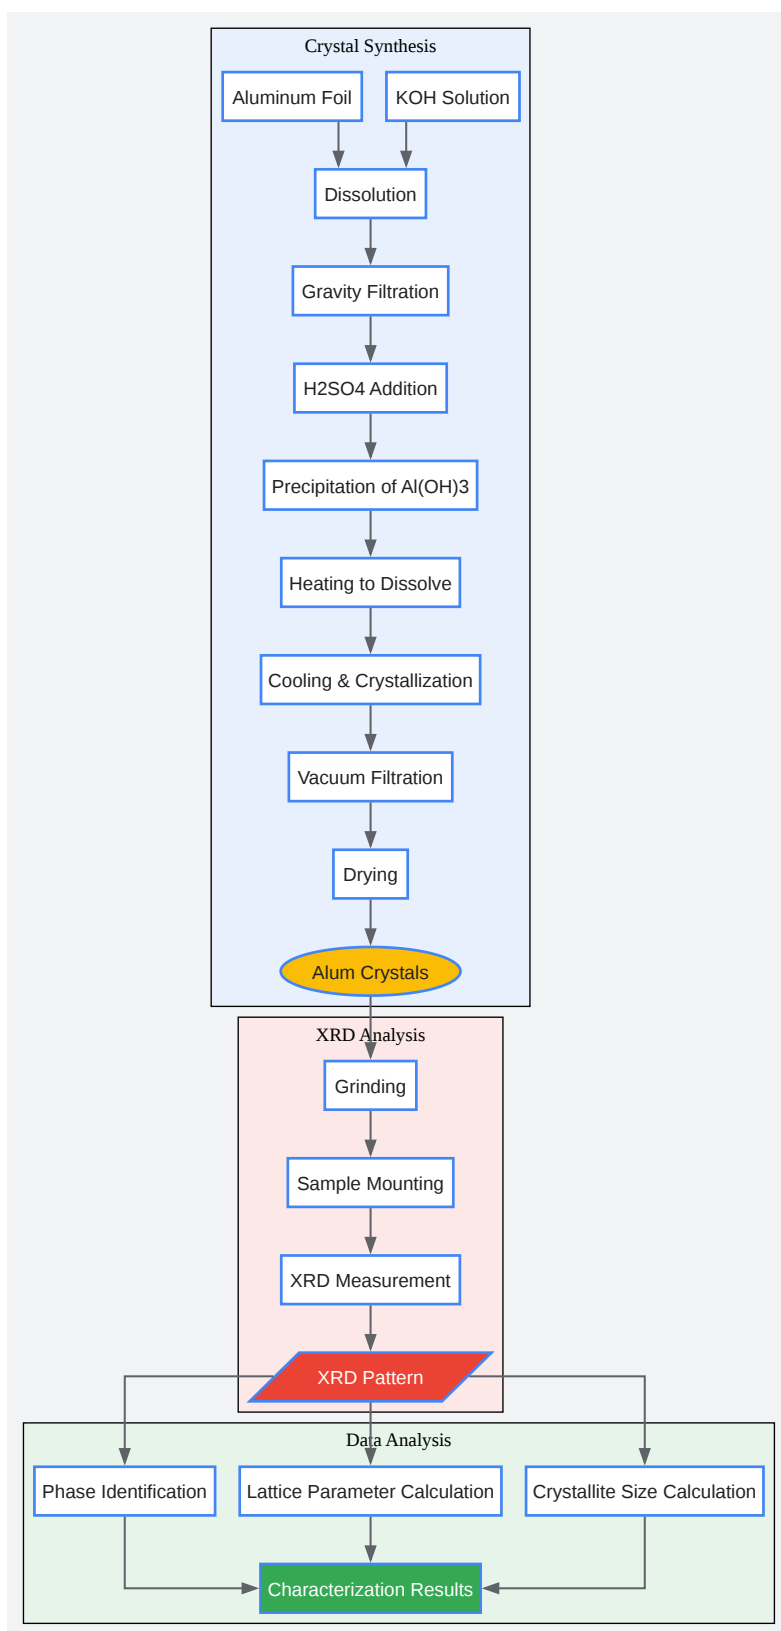 Crystal Synthesis
Aluminum Foil
KOH Solution
Dissolution
Gravity Filtration
H2SO4 Addition
Precipitation of Al(OH)3
Heating to Dissolve
Cooling & Crystallization
Vacuum Filtration
Drying
Alum Crystals
XRD Analysis
Grinding
Sample Mounting
XRD Measurement
XRD Pattern
Data Analysis
Phase Identification
Lattice Parameter Calculation
Crystallite Size Calculation
Characterization Results